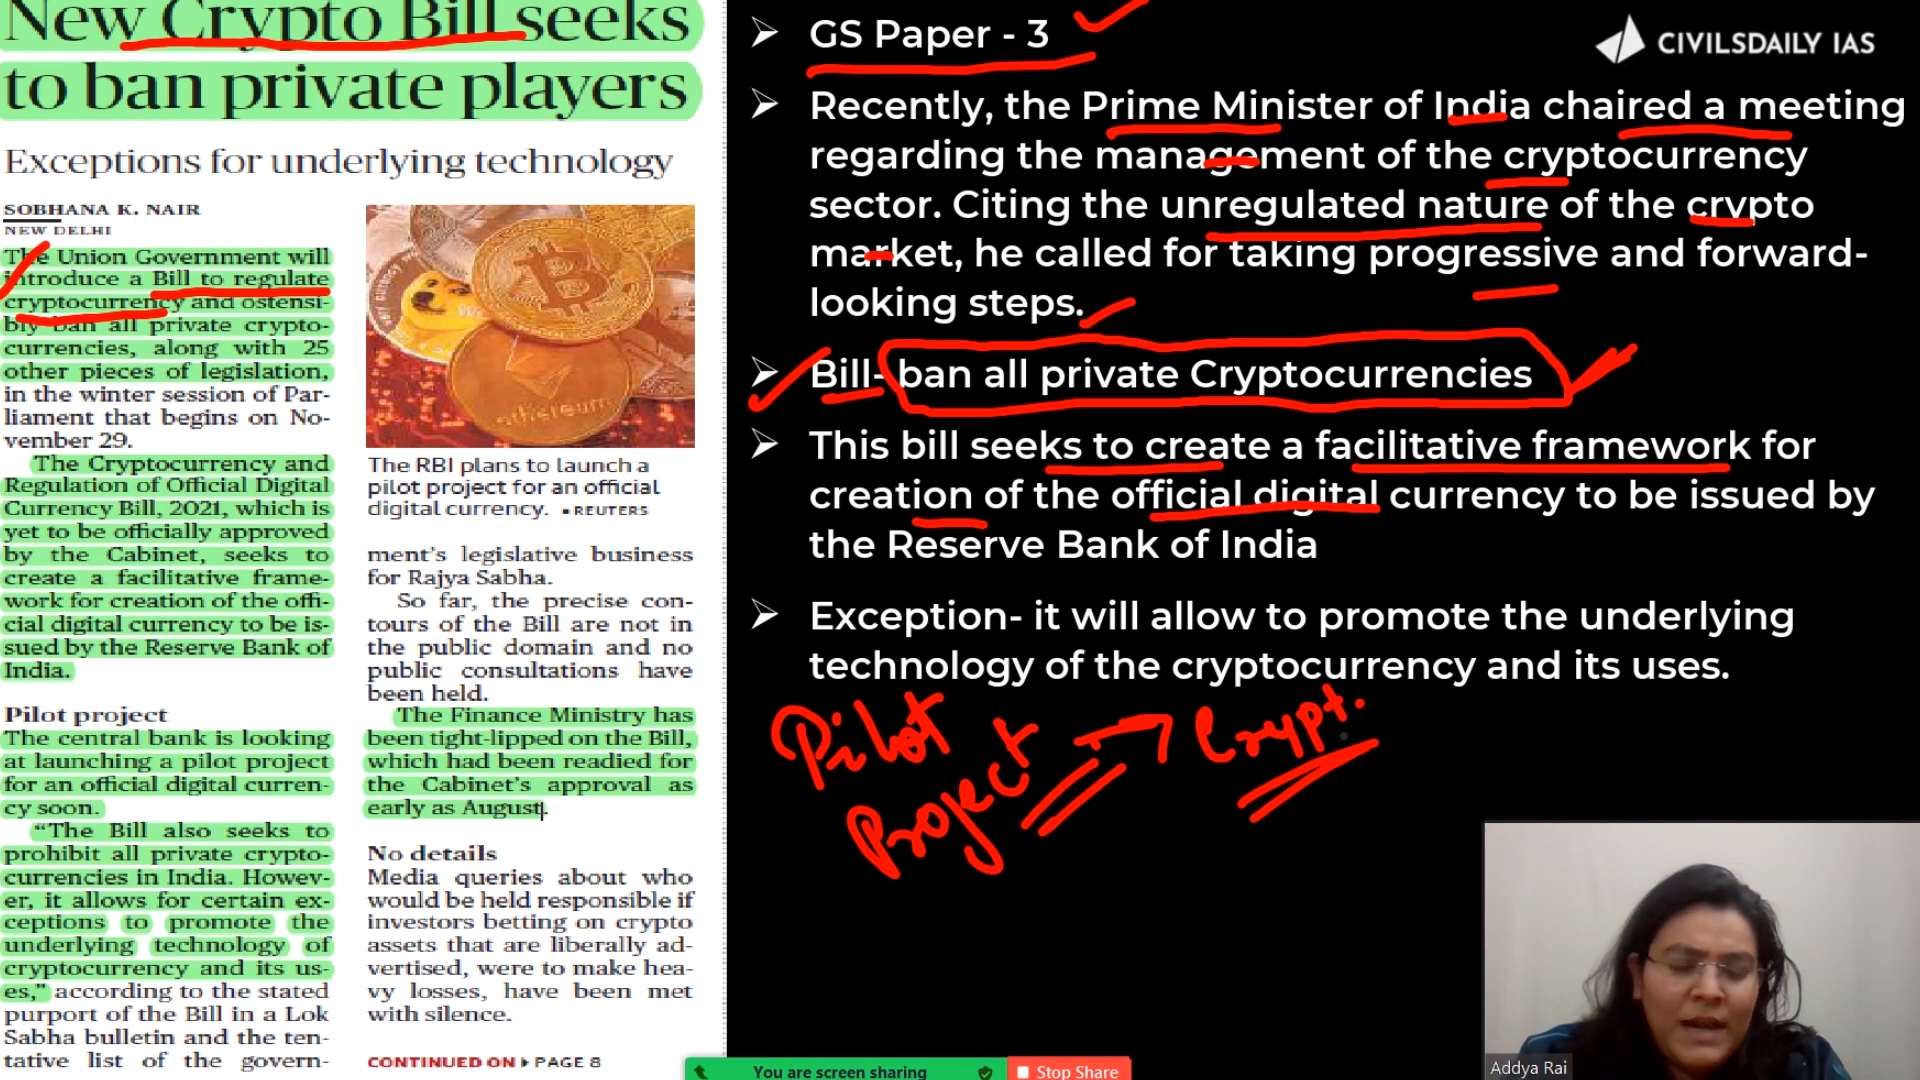 New Crypto Bill seeks
to ban private players
Exceptions for underlying technology
SOBHANA K. NAIR
NEW DELHI
The Union Government will
introduce a Bill to regulate
cryptocurrency and ostensi-
bly ban all private crypto-
currencies, along with 25
other pieces of legislation,
in the winter session of Par-
liament that begins on No-
vember 29.
The Cryptocurrency and
Regulation of Official Digital
Currency Bill, 2021, which is
yet to be officially approved
by the Cabinet, seeks to
create a facilitative frame-
work for creation of the offi-
cial digital currency to be is-
sued by the Reserve Bank of
India.
Pilot project
The central bank is looking
at launching a pilot project
for an official digital curren-
cy soon.
"The Bill also seeks to
prohibit all private crypto-
currencies in India. Howev-
er, it allows for certain ex-
ceptions to promote the
underlying technology of
cryptocurrency and its us-
es," according to the stated
purport of the Bill in a Lok
Sabha bulletin and the ten-
tative list of the govern-
ethereum
The RBI plans to launch a
pilot project for an official
digital currency. ▪ REUTERS
ment's legislative business
for Rajya Sabha.
So far, the precise con-
tours of the Bill are not in
the public domain and no
public consultations have
been held.
The Finance Ministry has
been tight-lipped on the Bill,
which had been readied for
the Cabinet's approval as
early as August.
No details
Media queries about who
would be held responsible if
investors betting on crypto
assets that are liberally ad-
vertised, were to make hea-
vy losses, have been met
with silence.
CONTINUED ON ▸ PAGE 8
CIVILSDAILY IAS
➢ GS Paper - 3
➢ Recently, the Prime Minister of India chaired a meeting
regarding the management of the cryptocurrency
sector. Citing the unregulated nature of the crypto
market, he called for taking progressive and forward-
looking steps.
➢ Bill- ban all private Cryptocurrencies
➢ This bill seeks to create a facilitative framework for
creation of the official digital currency to be issued by
the Reserve Bank of India
➢ Exception- it will allow to promote the underlying
technology of the cryptocurrency and its uses.
Pilot
Project → Crypt.
Addya Rai
You are screen sharing
Stop Share